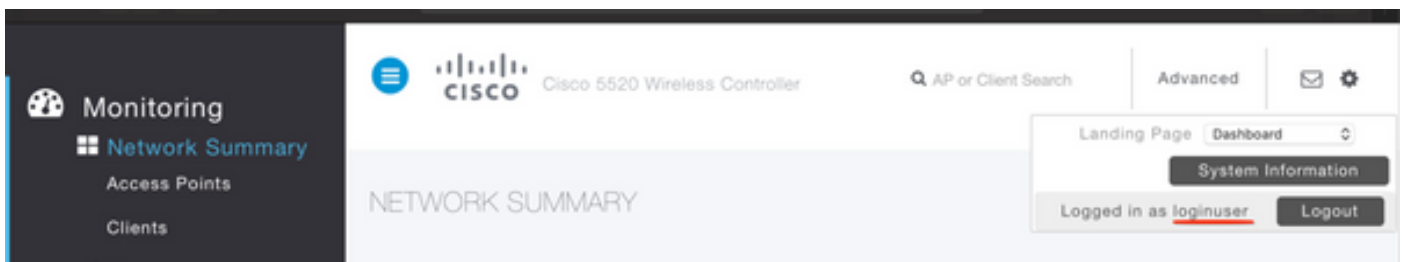 Monitoring
Network Summary
Access Points
Clients
CISCO
Cisco 5520 Wireless Controller
AP or Client Search
Advanced
NETWORK SUMMARY
Landing Page Dashboard
System Information
Logged in as loginuser Logout